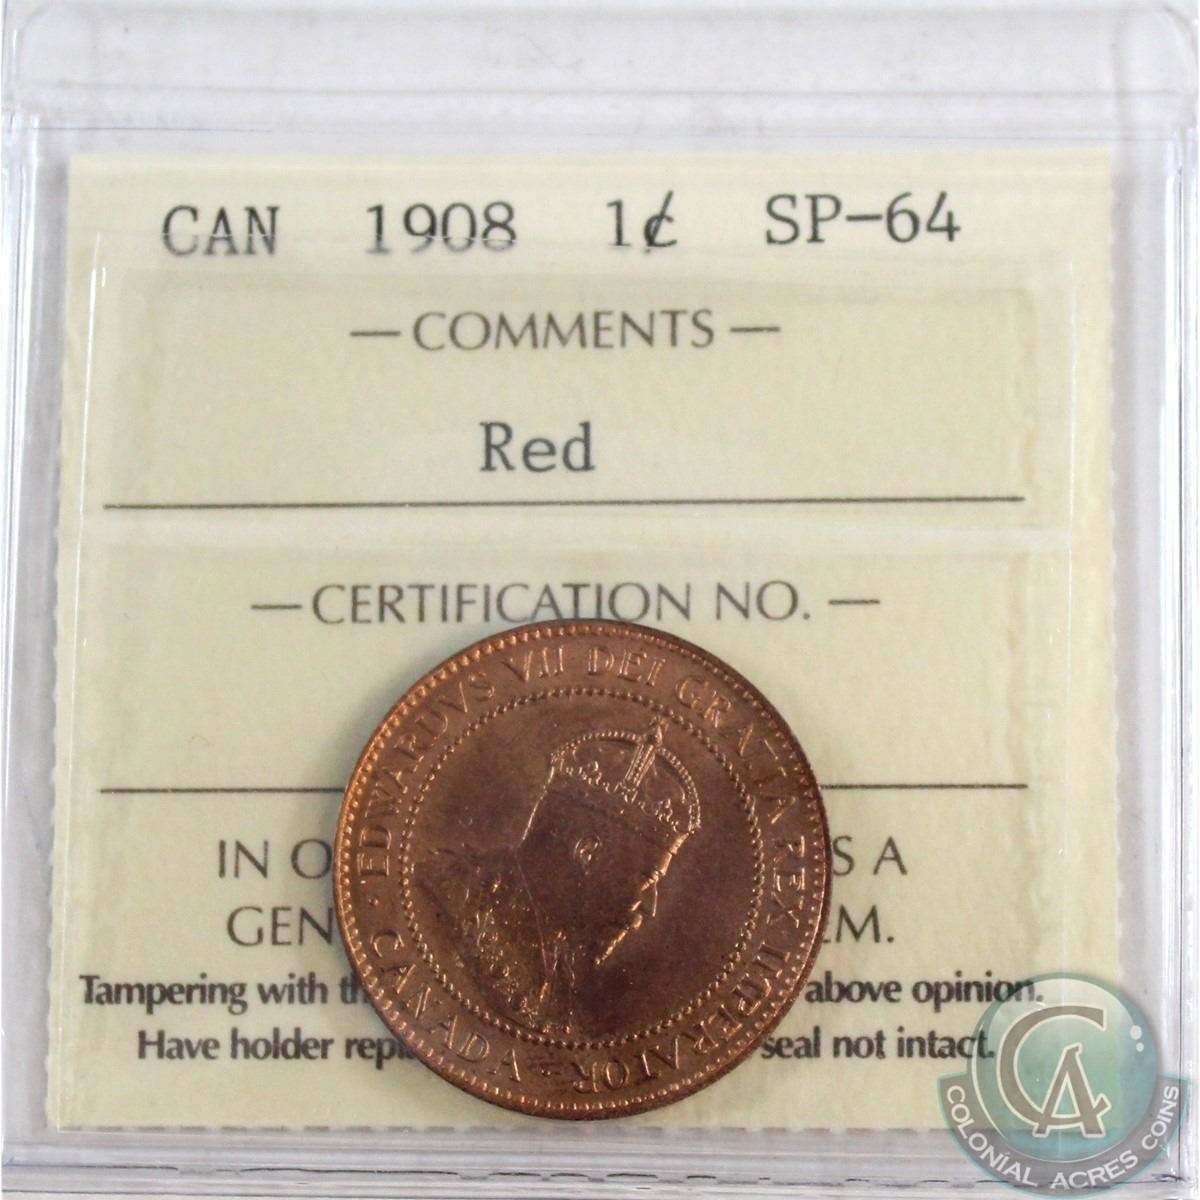 CAN 1908 1¢ SP-64
— COMMENTS —
Red
— CERTIFICATION NO. —
EDWARDVS VII DEI GRATIA REX IMPERATOR
CANADA
IN O S A
GEN EM.
Tampering with th above opinion.
Have holder repl seal not intact.
CA
COLONIAL ACRES COINS